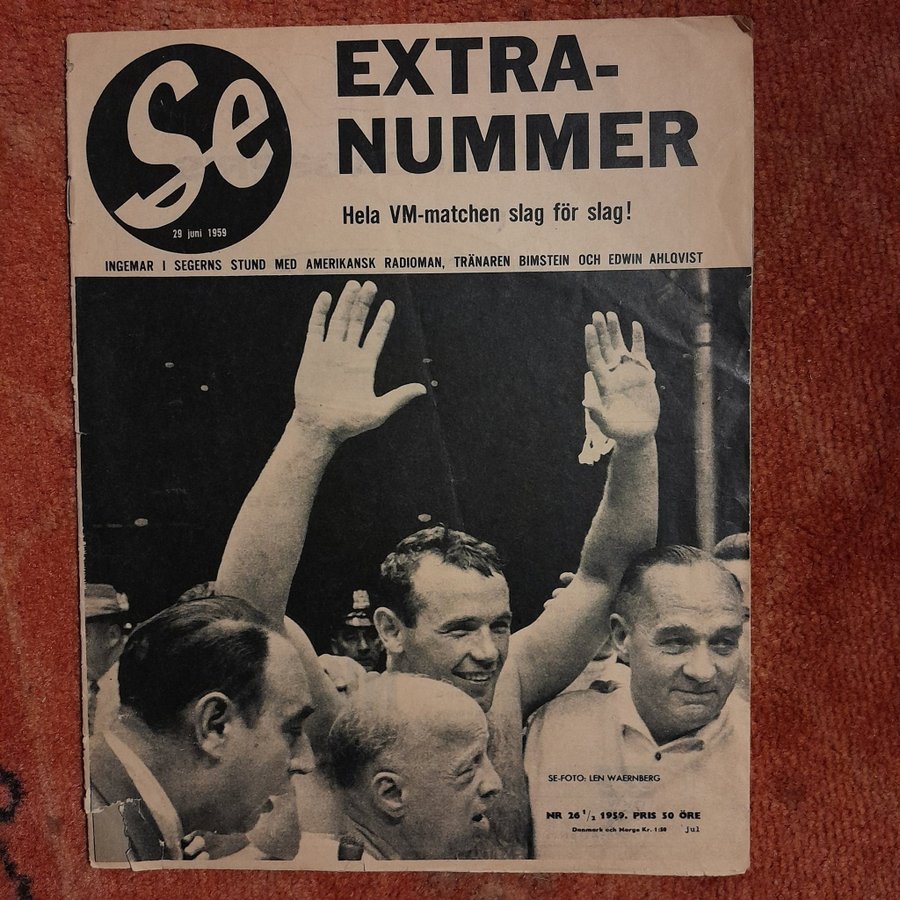 Se
29 juni 1959
EXTRA-
NUMMER
Hela VM-matchen slag för slag!
INGEMAR I SEGERNS STUND MED AMERIKANSK RADIOMAN, TRÄNAREN BIMSTEIN OCH EDWIN AHLQVIST
SE-FOTO: LEN WAERNBERG
NR 26 1/2 1959. PRIS 50 ÖRE
Danmark och Norge Kr. 1:50 jul